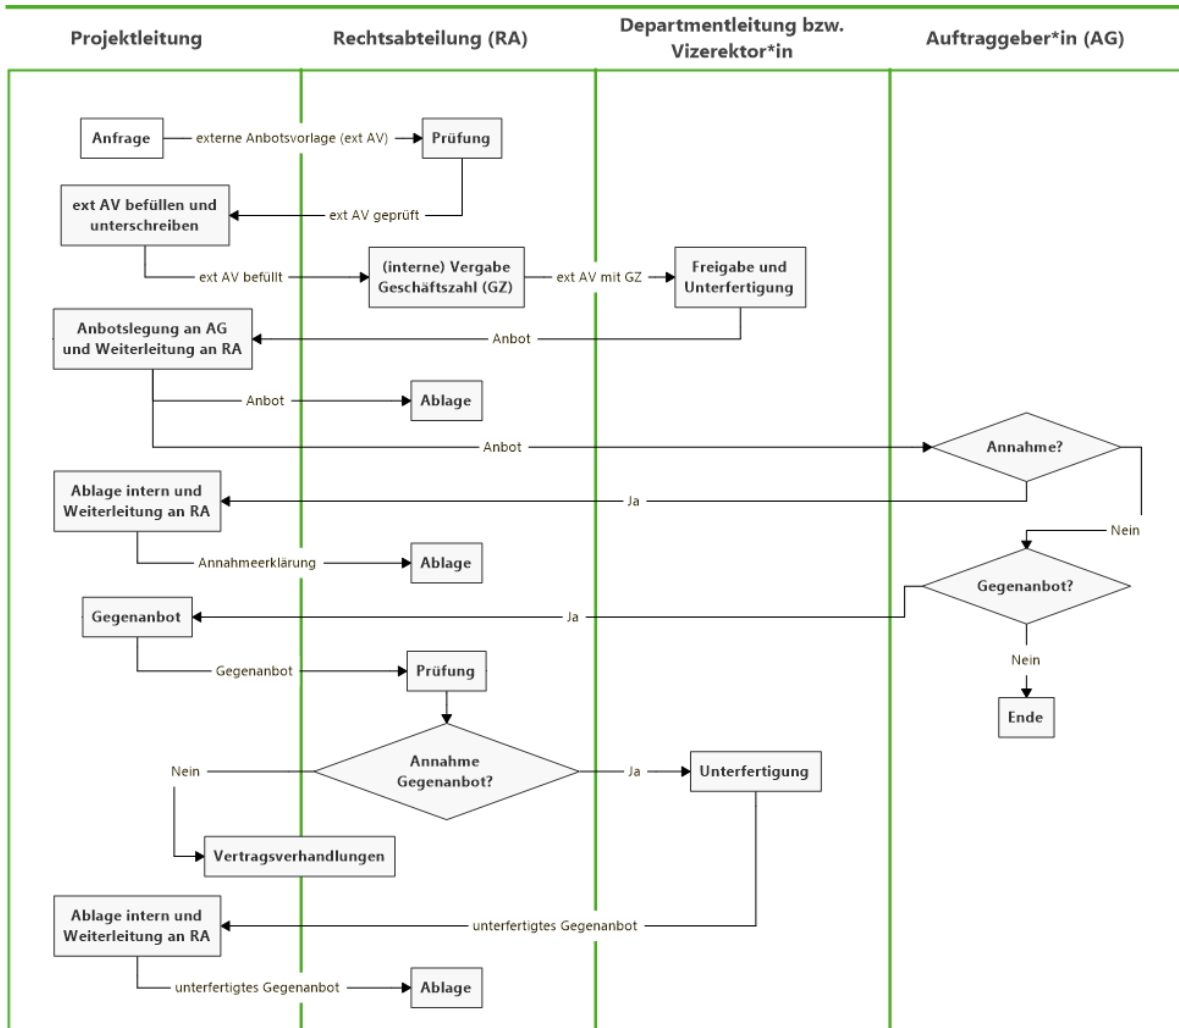 Projektleitung
Rechtsabteilung (RA)
Departmentleitung bzw.
Vizerektor*in
Auftraggeber*in (AG)
Anfrage
externe Anbotsvorlage (ext AV)
Prüfung
ext AV befüllen und
unterschreiben
ext AV geprüft
ext AV befüllt
(interne) Vergabe
Geschäftszahl (GZ)
ext AV mit GZ
Freigabe und
Unterfertigung
Anbotslegung an AG
und Weiterleitung an RA
Anbot
Anbot
Ablage
Anbot
Annahme?
Ablage intern und
Weiterleitung an RA
Ja
Nein
Annahmeerklärung
Ablage
Gegenanbot?
Gegenanbot
Ja
Nein
Gegenanbot
Prüfung
Ende
Annahme
Gegenanbot?
Nein
Ja
Unterfertigung
Vertragsverhandlungen
Ablage intern und
Weiterleitung an RA
unterfertigtes Gegenanbot
unterfertigtes Gegenanbot
Ablage